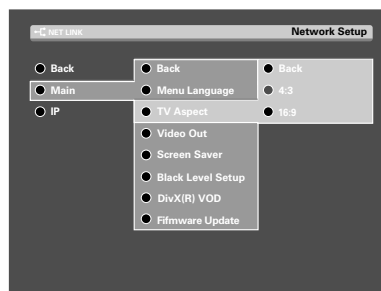 NET LINK
Network Setup
Back
Main
IP
Back
Menu Language
TV Aspect
Video Out
Screen Saver
Black Level Setup
DivX(R) VOD
Fifmware Update
Back
4:3
16:9